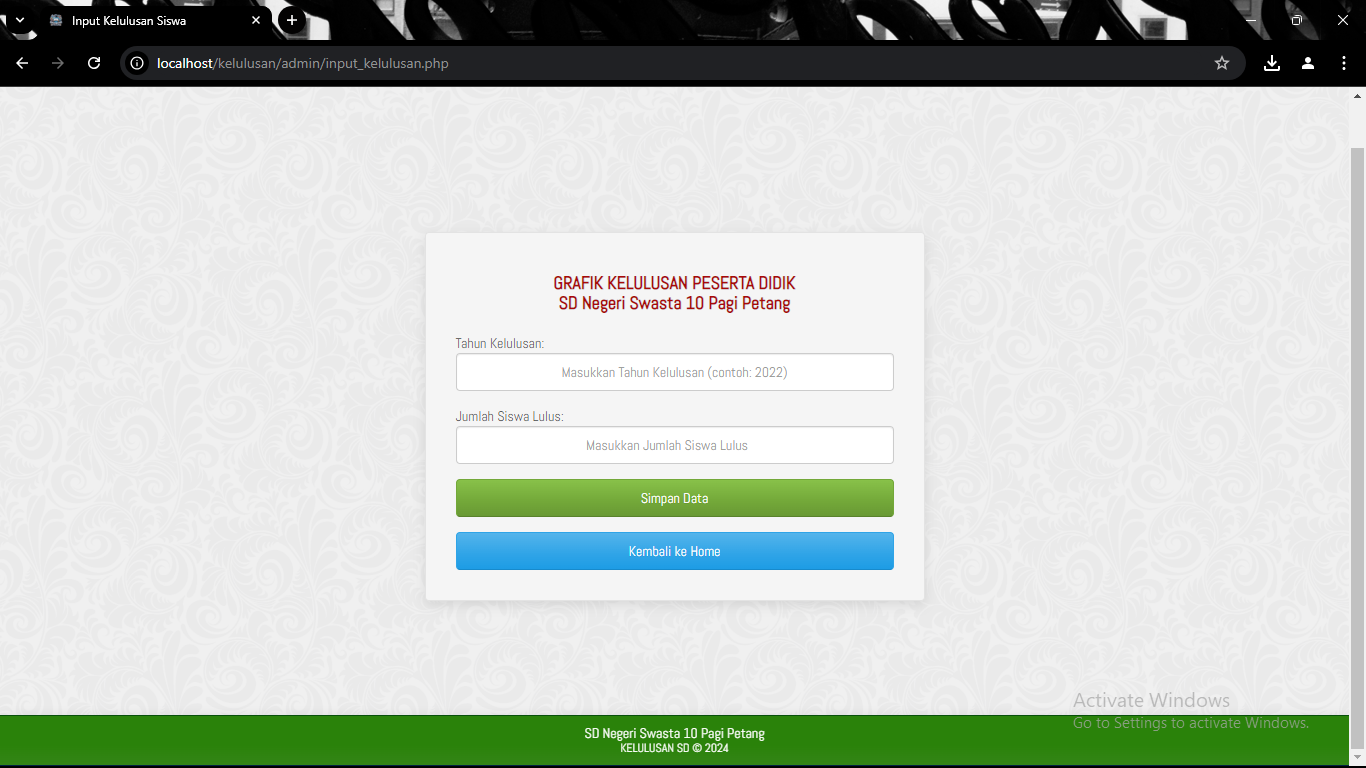 Input Kelulusan Siswa
localhost/kelulusan/admin/input_kelulusan.php
GRAFIK KELULUSAN PESERTA DIDIK
SD Negeri Swasta 10 Pagi Petang
Tahun Kelulusan:
Masukkan Tahun Kelulusan (contoh: 2022)
Jumlah Siswa Lulus:
Masukkan Jumlah Siswa Lulus
Simpan Data
Kembali ke Home
Activate Windows
Go to Settings to activate Windows.
SD Negeri Swasta 10 Pagi Petang
KELULUSAN SD © 2024